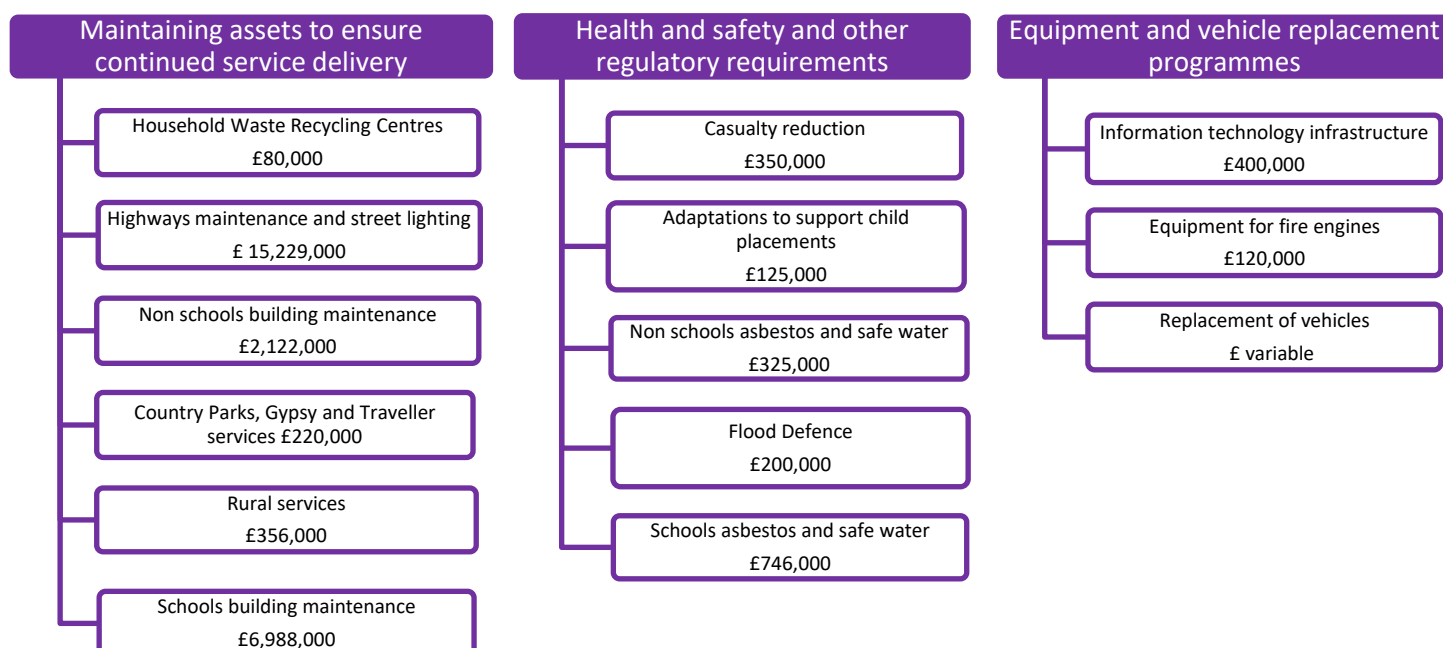 Maintaining assets to ensure
continued service delivery
Household Waste Recycling Centres
£80,000
Highways maintenance and street lighting
£ 15,229,000
Non schools building maintenance
£2,122,000
Country Parks, Gypsy and Traveller
services £220,000
Rural services
£356,000
Schools building maintenance
£6,988,000
Health and safety and other
regulatory requirements
Casualty reduction
£350,000
Adaptations to support child
placements
£125,000
Non schools asbestos and safe water
£325,000
Flood Defence
£200,000
Schools asbestos and safe water
£746,000
Equipment and vehicle replacement
programmes
Information technology infrastructure
£400,000
Equipment for fire engines
£120,000
Replacement of vehicles
£ variable